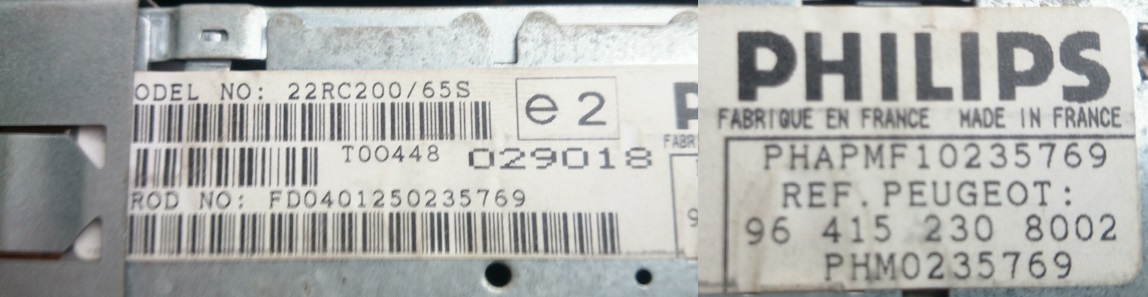 ODEL NO: 22RC200/65S
e2
T00448 029018
ROD NO: FD0401250235769
PHILIPS
FABRIQUE EN FRANCE MADE IN FRANCE
PHAPMF10235769
REF. PEUGEOT:
96 415 230 8002
PHM0235769